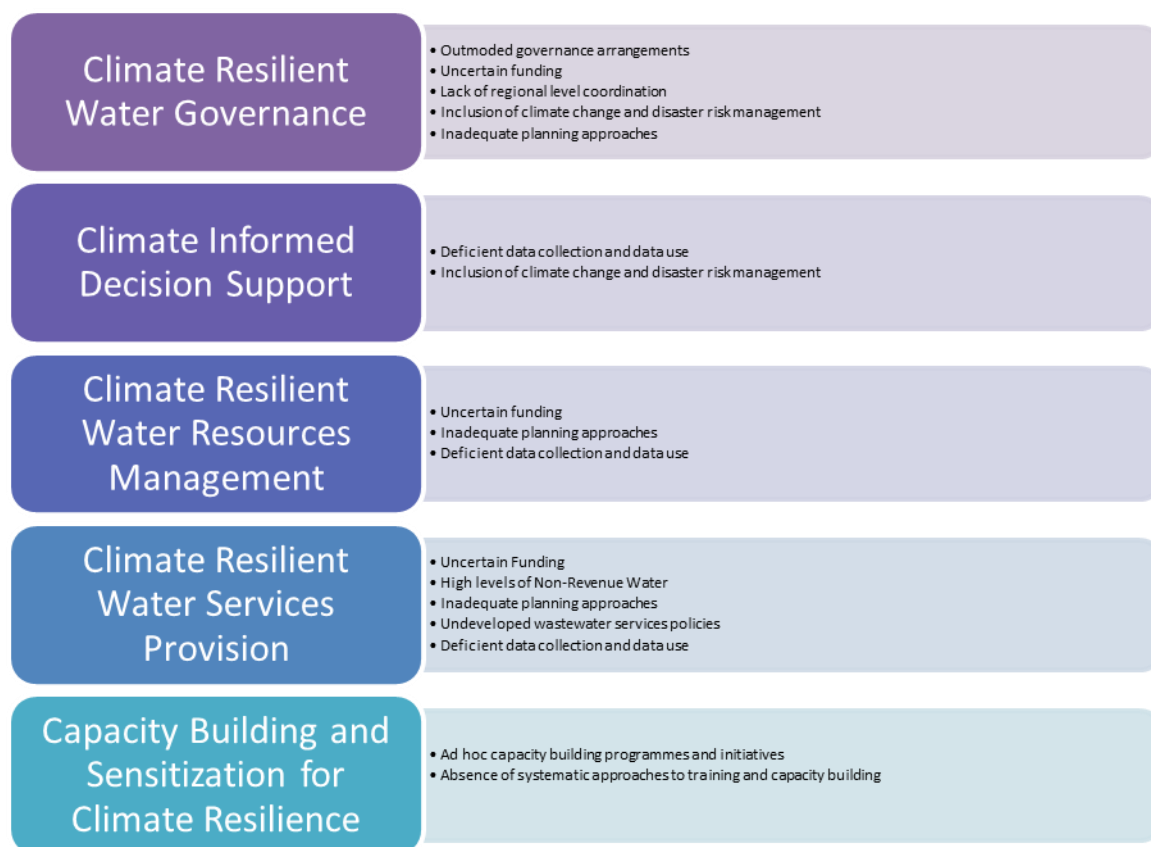 Climate Resilient
Water Governance
• Outmoded governance arrangements
• Uncertain funding
• Lack of regional level coordination
• Inclusion of climate change and disaster risk management
• Inadequate planning approaches
Climate Informed
Decision Support
• Deficient data collection and data use
• Inclusion of climate change and disaster risk management
Climate Resilient
Water Resources
Management
• Uncertain funding
• Inadequate planning approaches
• Deficient data collection and data use
Climate Resilient
Water Services
Provision
• Uncertain Funding
• High levels of Non-Revenue Water
• Inadequate planning approaches
• Undeveloped wastewater services policies
• Deficient data collection and data use
Capacity Building and
Sensitization for
Climate Resilience
• Ad hoc capacity building programmes and initiatives
• Absence of systematic approaches to training and capacity building